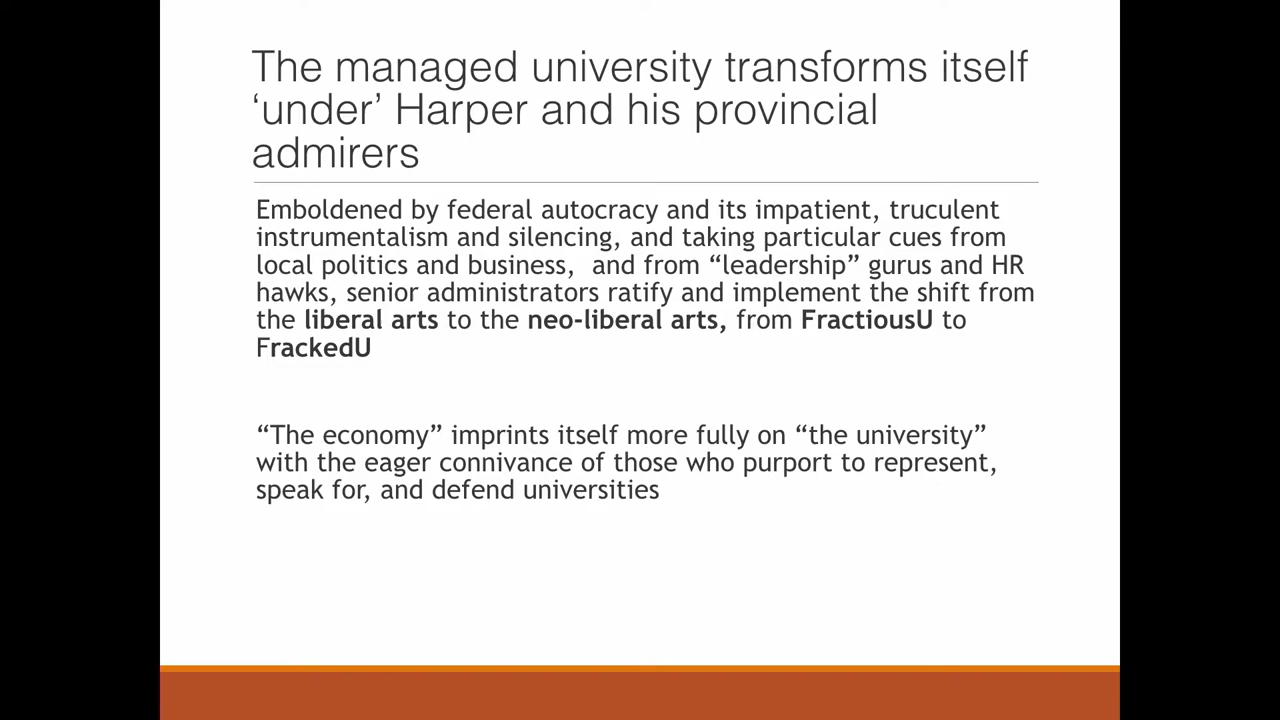 The managed university transforms itself
‘under’ Harper and his provincial
admirers
Emboldened by federal autocracy and its impatient, truculent
instrumentalism and silencing, and taking particular cues from
local politics and business,  and from “leadership” gurus and HR
hawks, senior administrators ratify and implement the shift from
the liberal arts to the neo-liberal arts, from FractiousU to
FrackedU
“The economy” imprints itself more fully on “the university”
with the eager connivance of those who purport to represent,
speak for, and defend universities